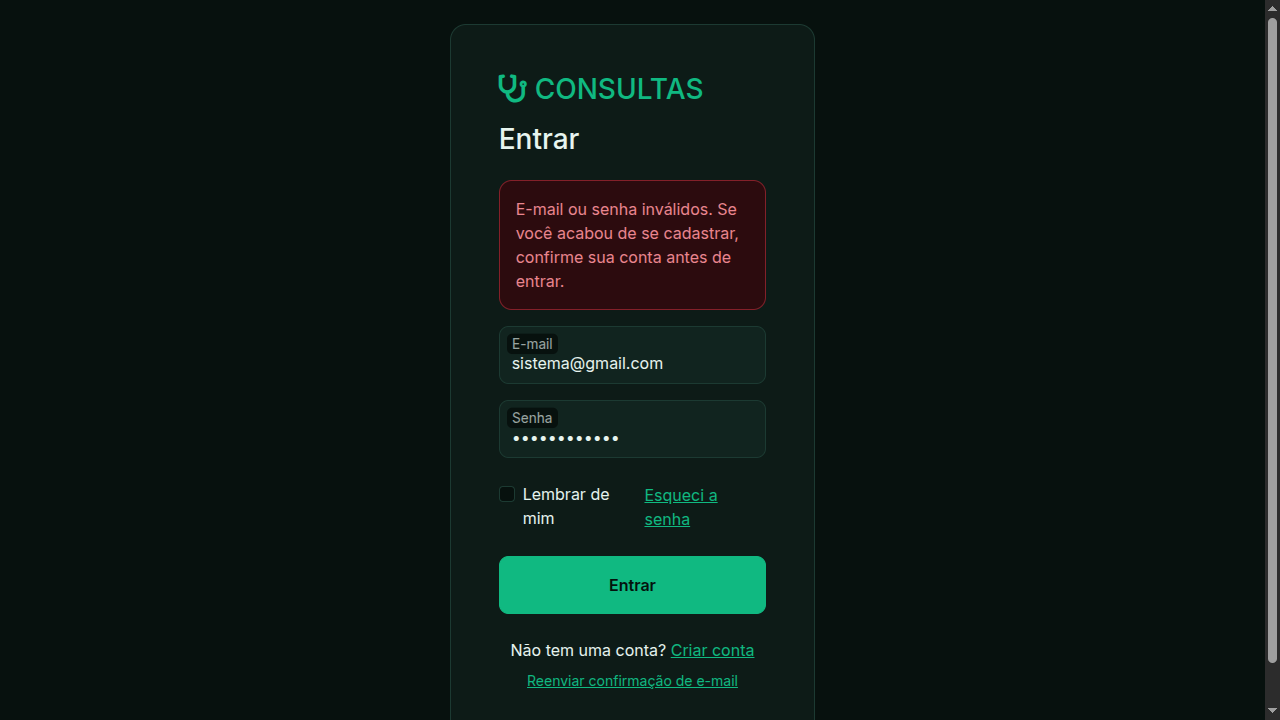 CONSULTAS
Entrar
E-mail ou senha inválidos. Se
você acabou de se cadastrar,
confirme sua conta antes de
entrar.
E-mail
sistema@gmail.com
Senha
••••••••••••
Lembrar de
mim
Esqueci a
senha
Entrar
Não tem uma conta? Criar conta
Reenviar confirmação de e-mail